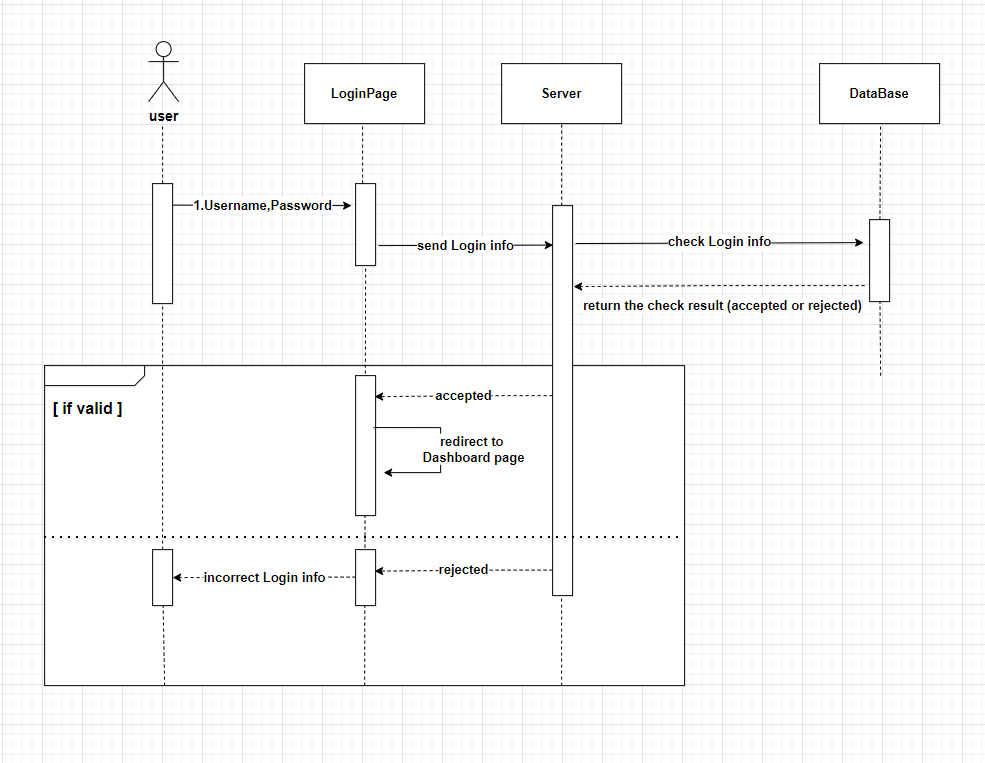 user
LoginPage
Server
DataBase
1.Username,Password
send Login info
check Login info
return the check result (accepted or rejected)
[ if valid ]
accepted
redirect to
Dashboard page
rejected
incorrect Login info